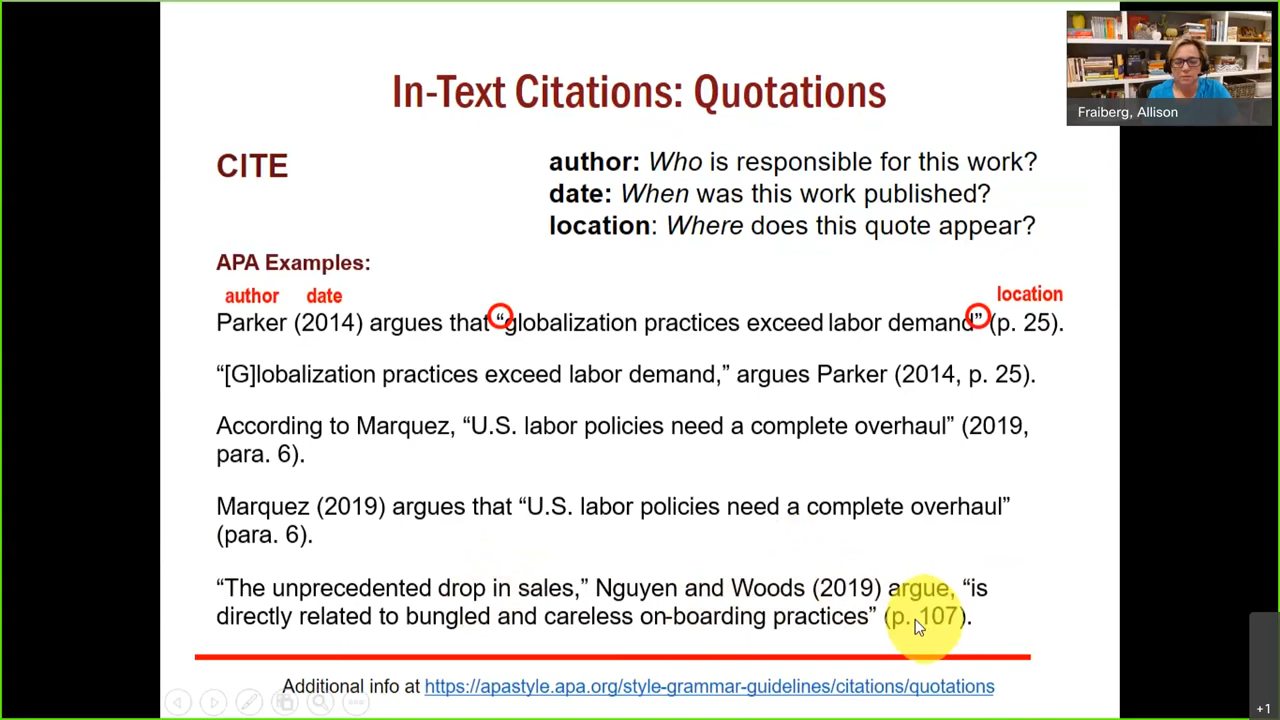 In-Text Citations: Quotations
Fraiberg, Allison
CITE
author: Who is responsible for this work?
date: When was this work published?
location: Where does this quote appear?
APA Examples:
author date location
Parker (2014) argues that “globalization practices exceed labor demand” (p. 25).
“[G]lobalization practices exceed labor demand,” argues Parker (2014, p. 25).
According to Marquez, “U.S. labor policies need a complete overhaul” (2019,
para. 6).
Marquez (2019) argues that “U.S. labor policies need a complete overhaul”
(para. 6).
“The unprecedented drop in sales,” Nguyen and Woods (2019) argue, “is
directly related to bungled and careless on-boarding practices” (p. 107).
Additional info at https://apastyle.apa.org/style-grammar-guidelines/citations/quotations
+1